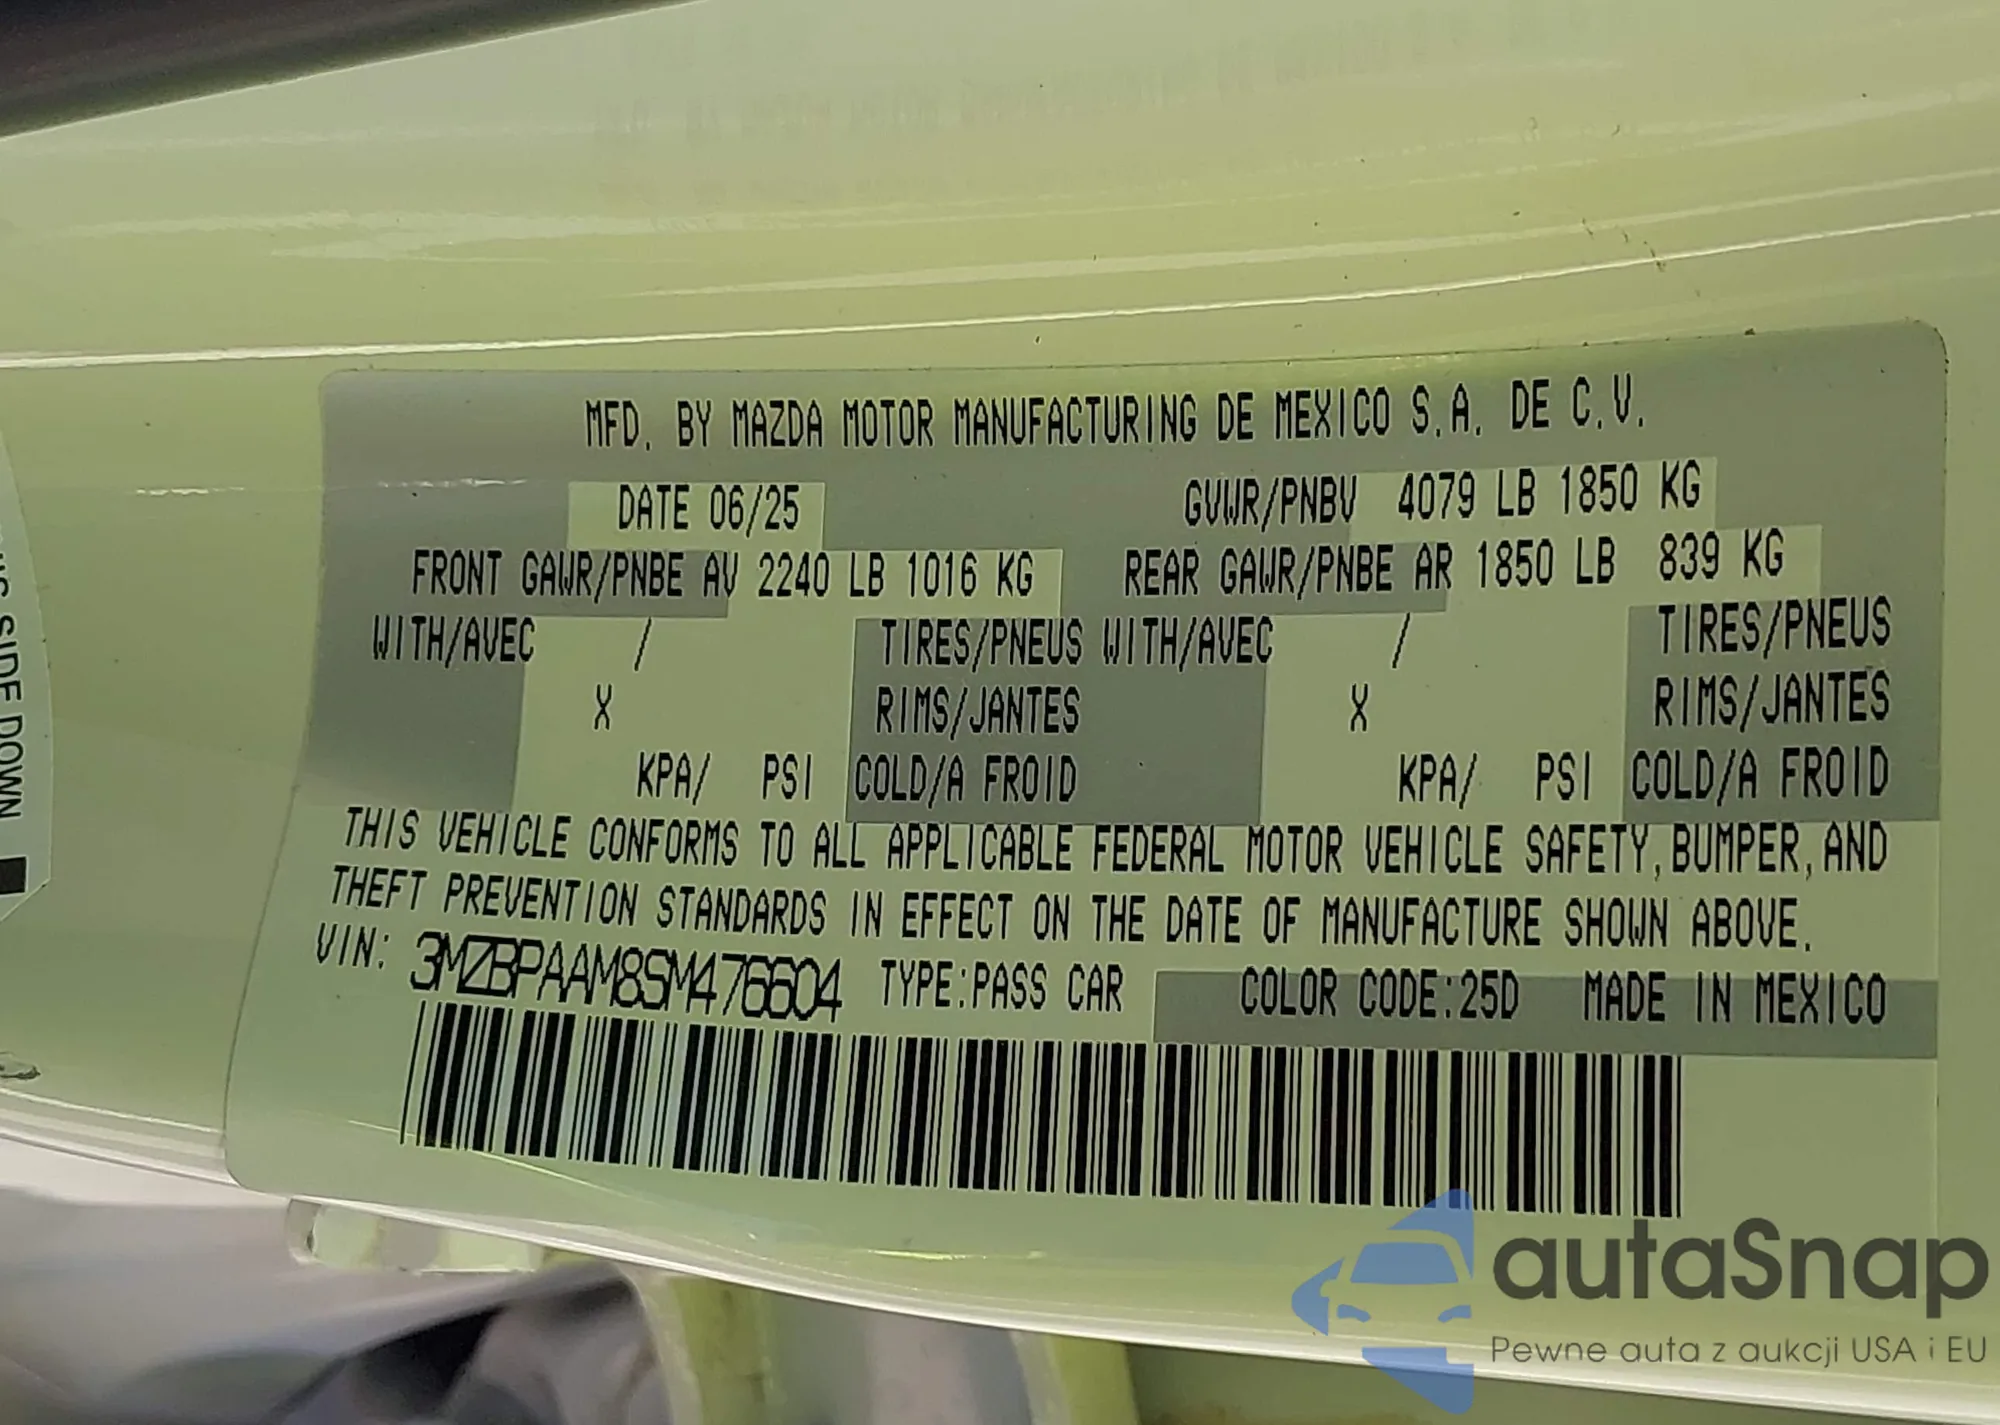 MFD. BY MAZDA MOTOR MANUFACTURING DE MEXICO S.A. DE C.V.
DATE 06/25 GVWR/PNBV 4079 LB 1850 KG
FRONT GAWR/PNBE AV 2240 LB 1016 KG REAR GAWR/PNBE AR 1850 LB 839 KG
WITH/AVEC / TIRES/PNEUS WITH/AVEC / TIRES/PNEUS
X RIMS/JANTES X RIMS/JANTES
KPA/ PSI COLD/A FROID KPA/ PSI COLD/A FROID
THIS VEHICLE CONFORMS TO ALL APPLICABLE FEDERAL MOTOR VEHICLE SAFETY, BUMPER, AND
THEFT PREVENTION STANDARDS IN EFFECT ON THE DATE OF MANUFACTURE SHOWN ABOVE.
VIN: 3MZBPAAM8SM476604 TYPE:PASS CAR COLOR CODE:25D MADE IN MEXICO
SIDE DOWN
autaSnap
Pewne auta z aukcji USA i EU